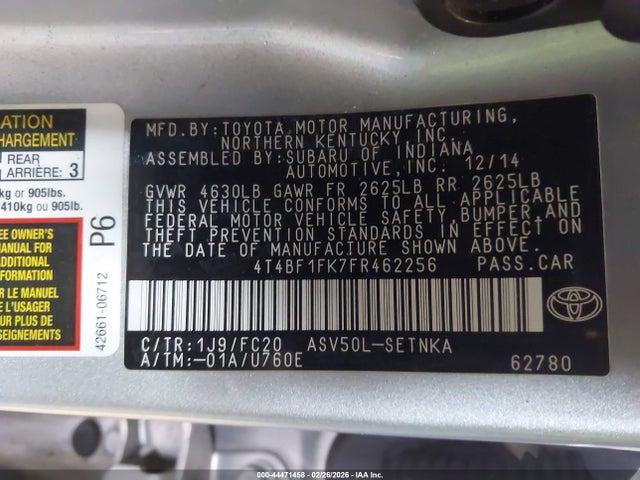 ATION
HARGEMENT
REAR
ARRIÈRE: 3
kg or 905lbs.
410kg ou 905lb.
EE OWNER'S
MANUAL FOR
ADDITIONAL
INFORMATION
R LE MANUEL
L'USAGER
UR PLUS DE
SEIGNEMENTS
P6
42661-06712
MFD.BY:TOYOTA MOTOR MANUFACTURING,
NORTHERN KENTUCKY,INC.
ASSEMBLED BY:SUBARU OF INDIANA
AUTOMOTIVE,INC. 12/14
GVWR 4630LB GAWR FR 2625LB RR 2625LB
THIS VEHICLE CONFORMS TO ALL APPLICABLE
FEDERAL MOTOR VEHICLE SAFETY,BUMPER,AND
THEFT PREVENTION STANDARDS IN EFFECT ON
THE DATE OF MANUFACTURE SHOWN ABOVE.
4T4BF1FK7FR462256 PASS.CAR
C/TR:1J9/FC20 ASV50L-SETNKA
A/TM:-01A/U760E 62780
TOYOTA
000-44471458 - 02/26/2026 - IAA Inc.